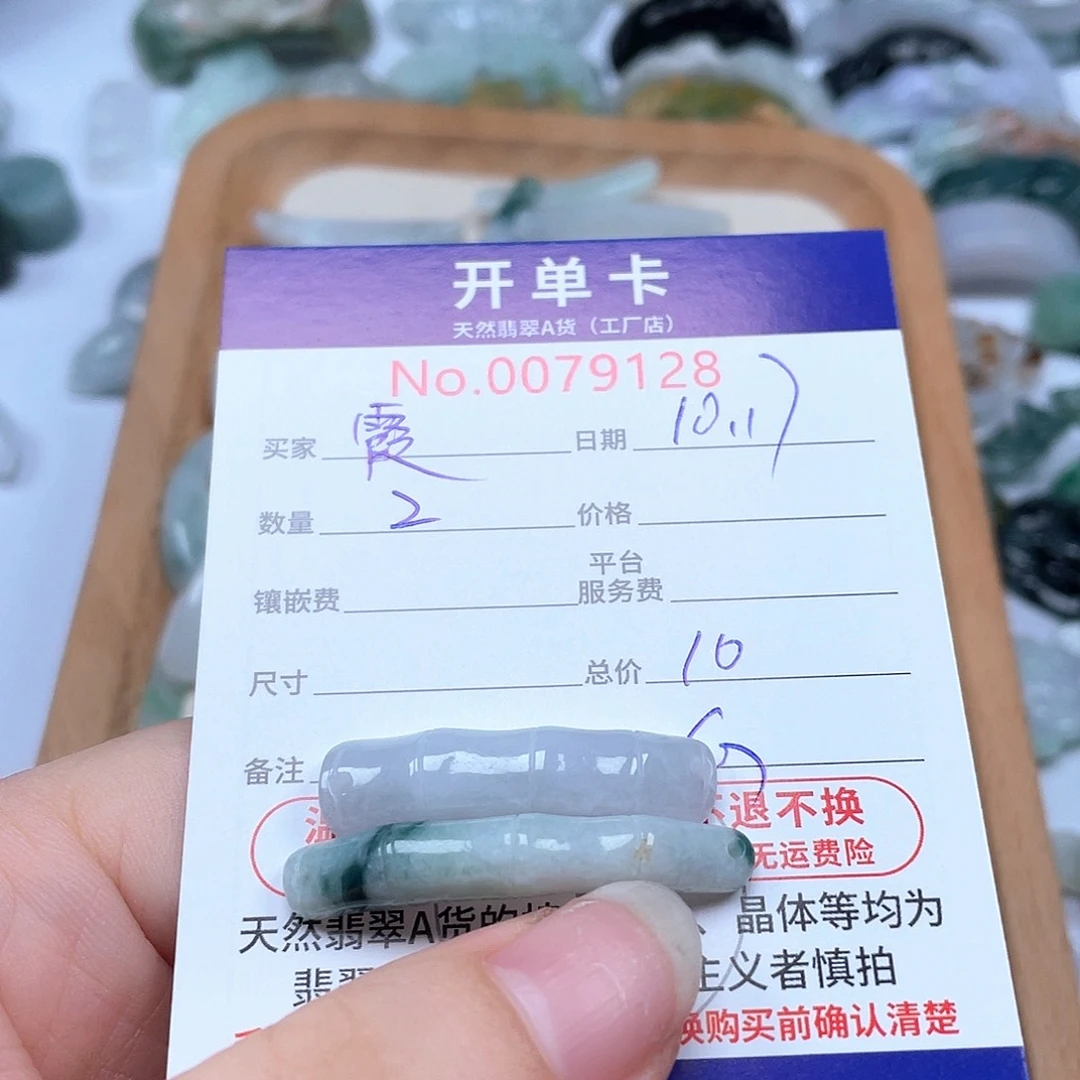 开单卡
天然翡翠A货（工厂店）
No.0079128
买家 霞 日期 10.17
数量 2 价格
镶嵌费 平台服务费
尺寸 总价 10
备注
退不换
无运费险
天然翡翠A货的 晶体等均为
翡 义者慎拍
购买前确认清楚